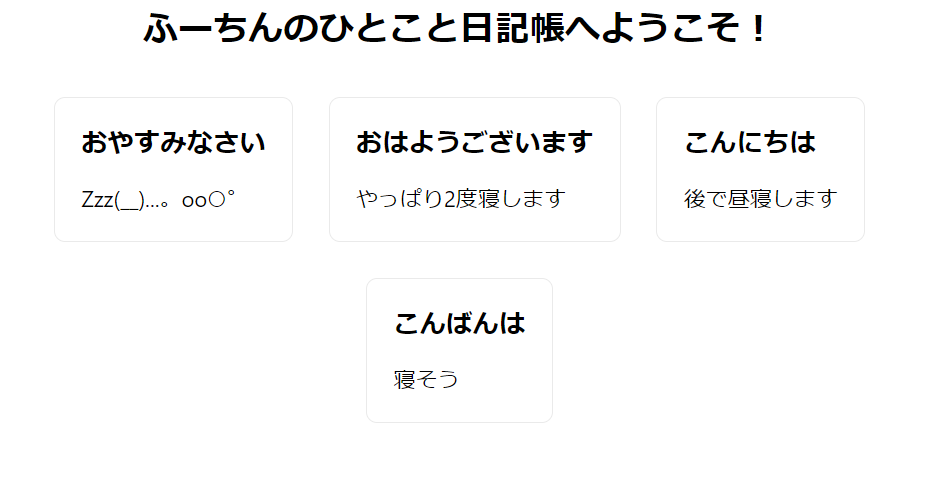 ふーちんのひとこと日記帳へようこそ！
おやすみなさい
Zzz(__)…。oo○゜
おはようございます
やっぱり2度寝します
こんにちは
後で昼寝します
こんばんは
寝そう